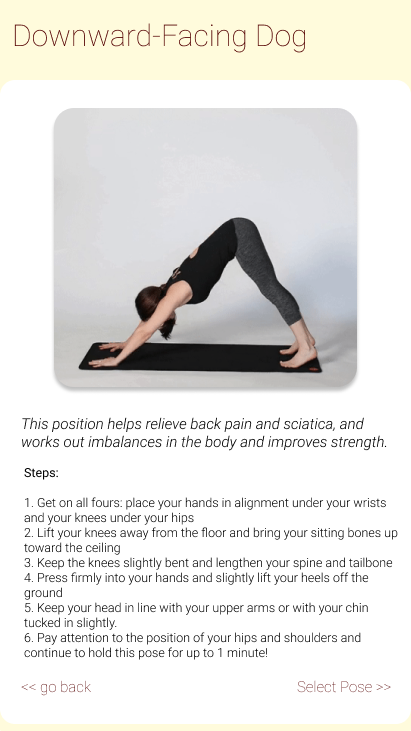 Downward-Facing Dog
This position helps relieve back pain and sciatica, and
works out imbalances in the body and improves strength.
Steps:
1. Get on all fours: place your hands in alignment under your wrists
and your knees under your hips
2. Lift your knees away from the floor and bring your sitting bones up
toward the ceiling
3. Keep the knees slightly bent and lengthen your spine and tailbone
4. Press firmly into your hands and slightly lift your heels off the
ground
5. Keep your head in line with your upper arms or with your chin
tucked in slightly.
6. Pay attention to the position of your hips and shoulders and
continue to hold this pose for up to 1 minute!
<< go back
Select Pose >>